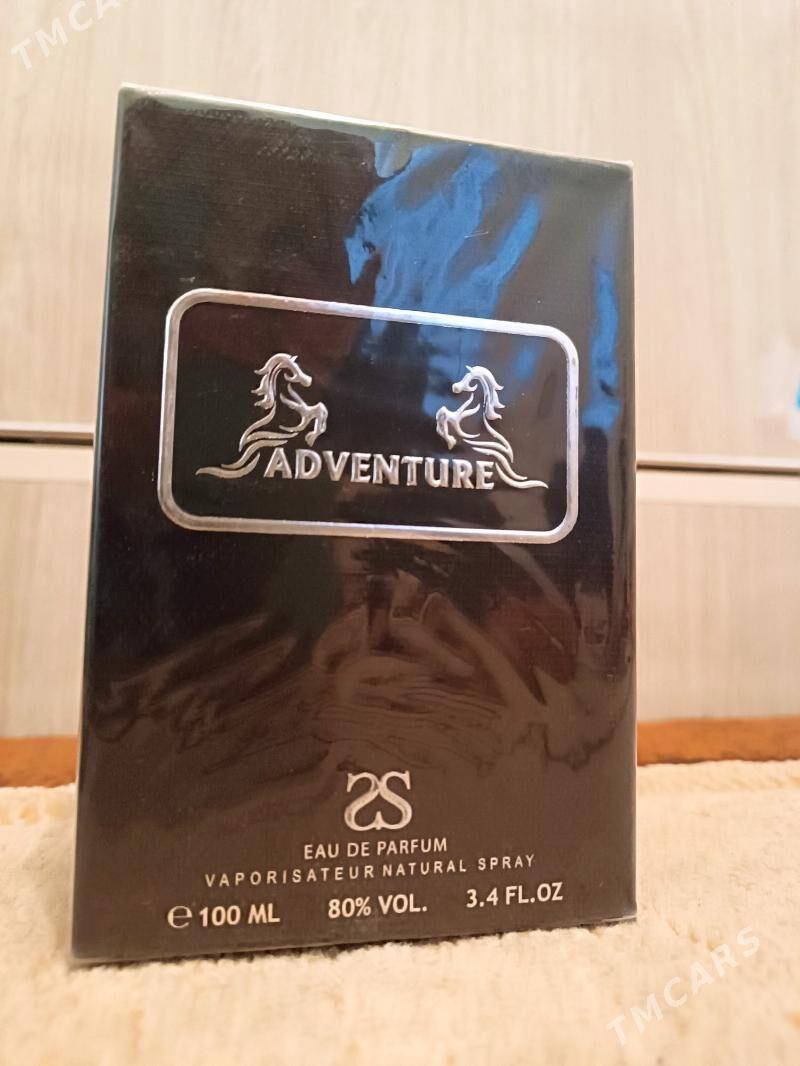 TMCARS
ADVENTURE
EAU DE PARFUM
VAPORISATEUR NATURAL SPRAY
℮ 100 ML 80% VOL. 3.4 FL.OZ
TMCARS